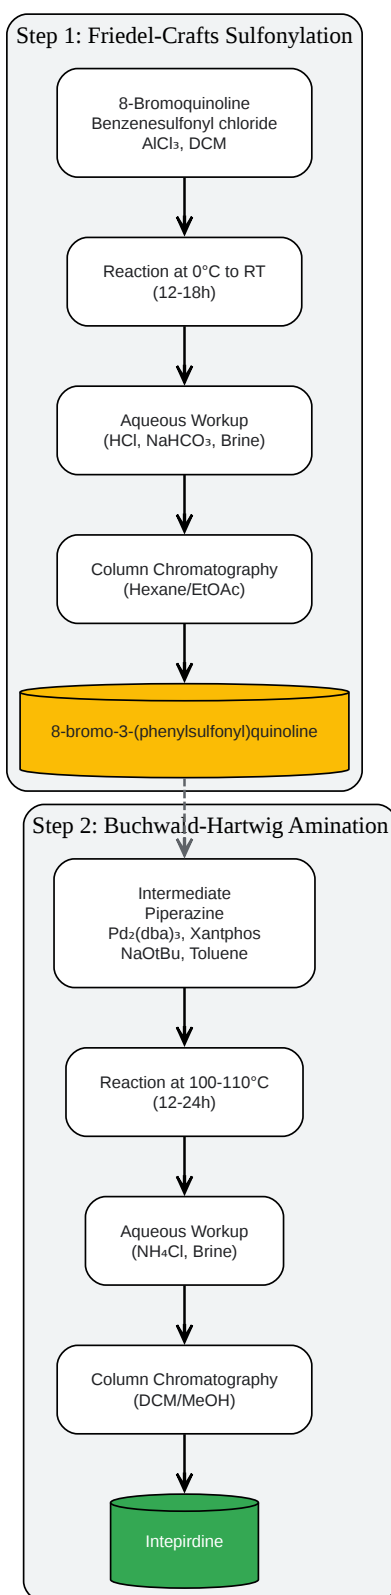 Step 1: Friedel-Crafts Sulfonylation
8-Bromoquinoline
Benzenesulfonyl chloride
AlCl₃, DCM
Reaction at 0°C to RT
(12-18h)
Aqueous Workup
(HCl, NaHCO₃, Brine)
Column Chromatography
(Hexane/EtOAc)
8-bromo-3-(phenylsulfonyl)quinoline
Step 2: Buchwald-Hartwig Amination
Intermediate
Piperazine
Pd₂(dba)₃, Xantphos
NaOtBu, Toluene
Reaction at 100-110°C
(12-24h)
Aqueous Workup
(NH₄Cl, Brine)
Column Chromatography
(DCM/MeOH)
Intepirdine